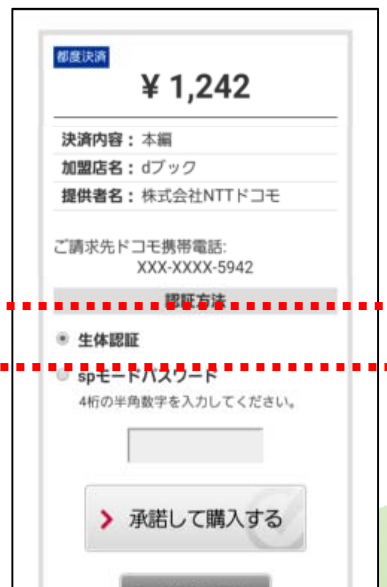 都度決済
¥ 1,242
決済内容：本編
加盟店名：dブック
提供者名：株式会社NTTドコモ
ご請求先ドコモ携帯電話:
XXX-XXXX-5942
認証方法
生体認証
spモードパスワード
4桁の半角数字を入力してください。
承諾して購入する